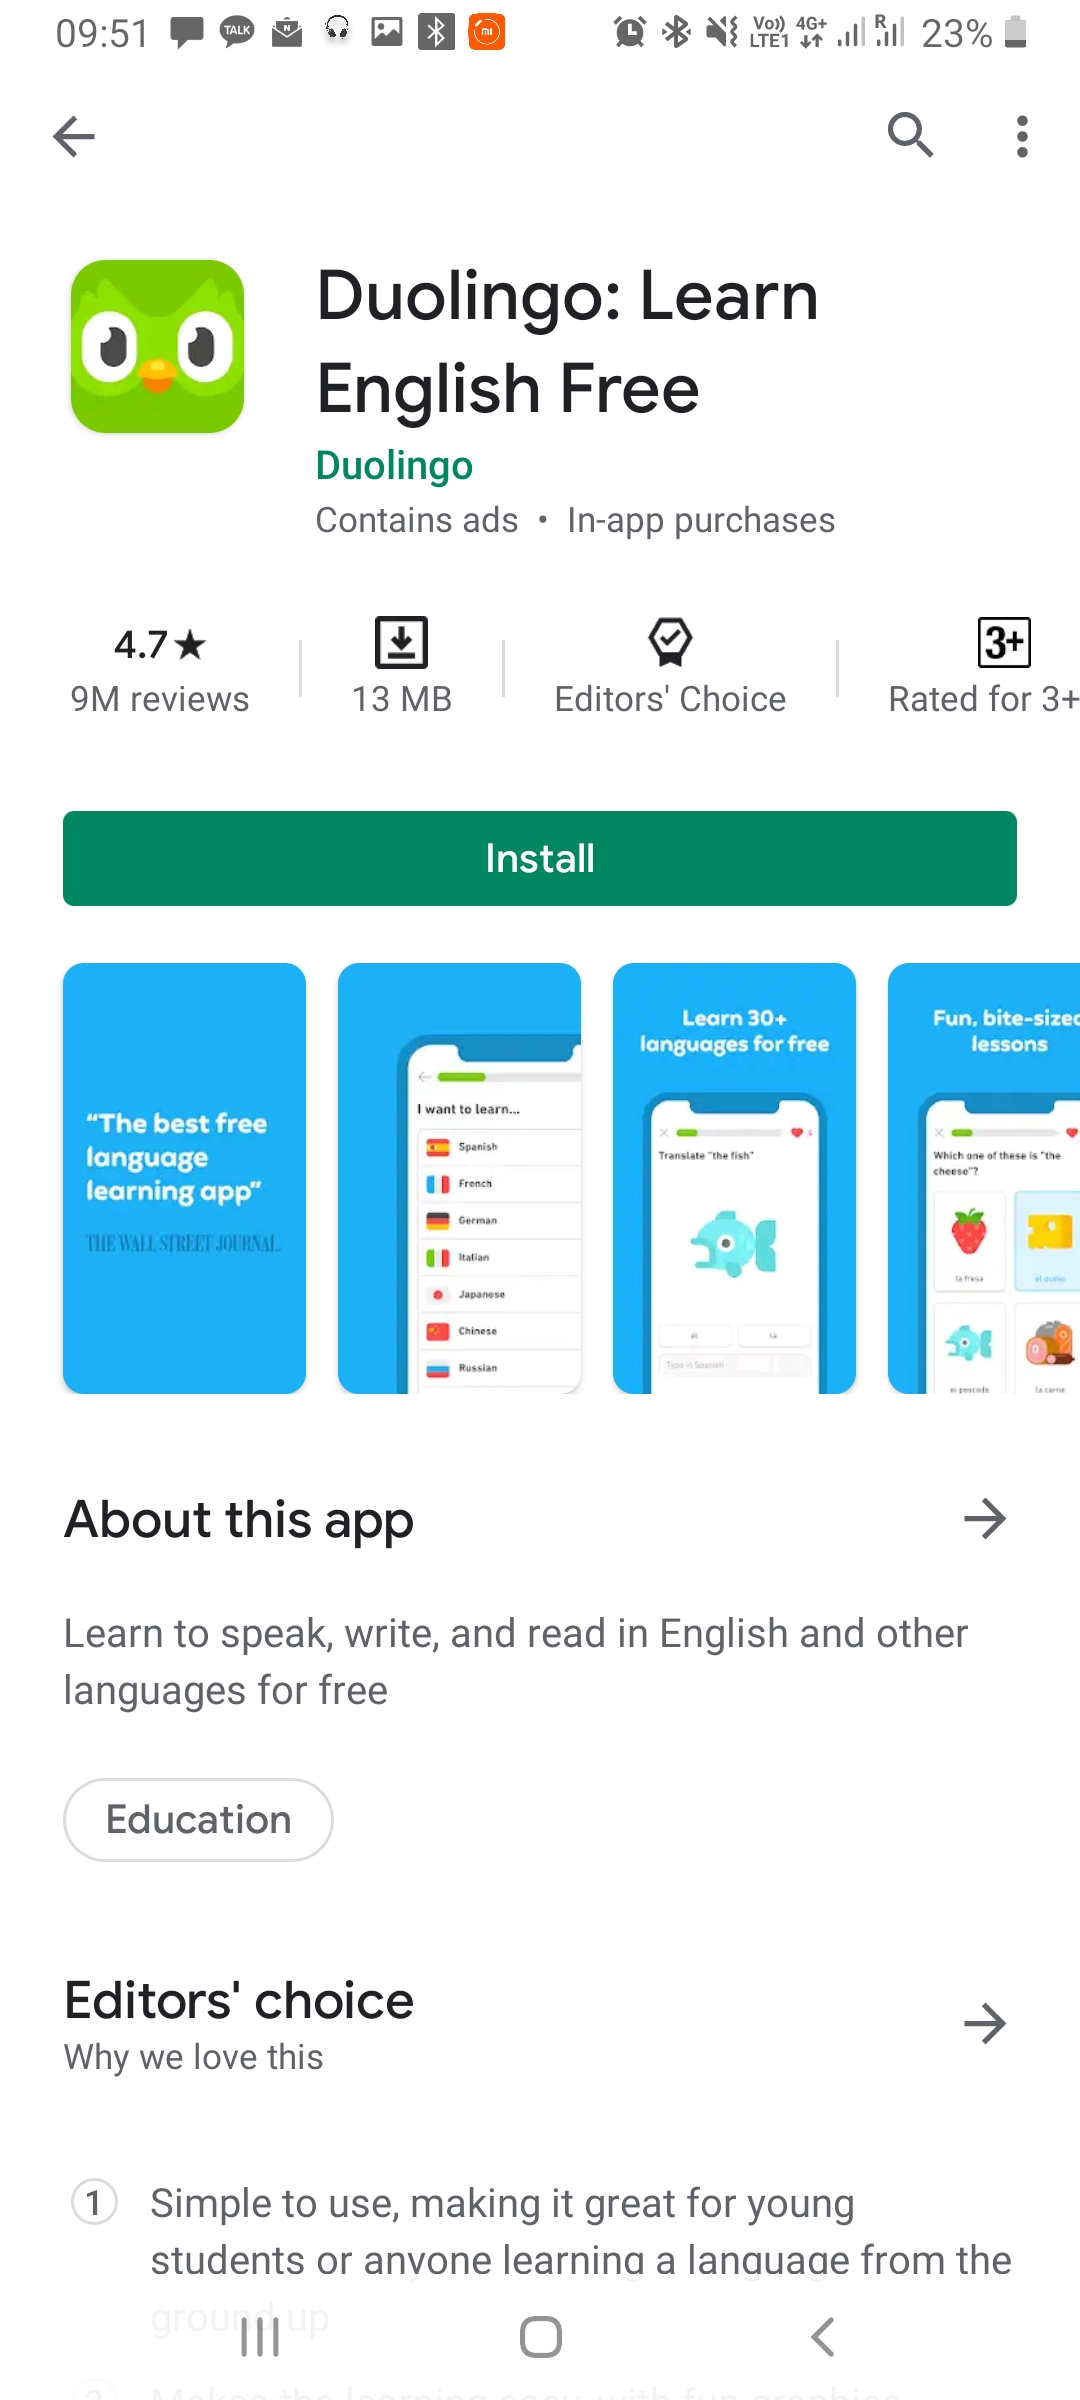 09:51
TALK
N
mi
Vo)) LTE1
4G+
R
23%
Duolingo: Learn
English Free
Duolingo
Contains ads • In-app purchases
4.7★
9M reviews
13 MB
Editors' Choice
3+
Rated for 3+
Install
“The best free
language
learning app”
THE WALL STREET JOURNAL.
I want to learn...
Spanish
French
German
Italian
Japanese
Chinese
Russian
Learn 30+
languages for free
4
Translate "the fish"
el
la
Type in Spanish
Fun, bite-sized
lessons
Which one of these is "the
cheese"?
la fresa
el queso
el pescado
la carne
About this app
Learn to speak, write, and read in English and other
languages for free
Education
Editors' choice
Why we love this
1 Simple to use, making it great for young
students or anyone learning a language from the
ground up
2 Makes the learning easy, with fun graphics